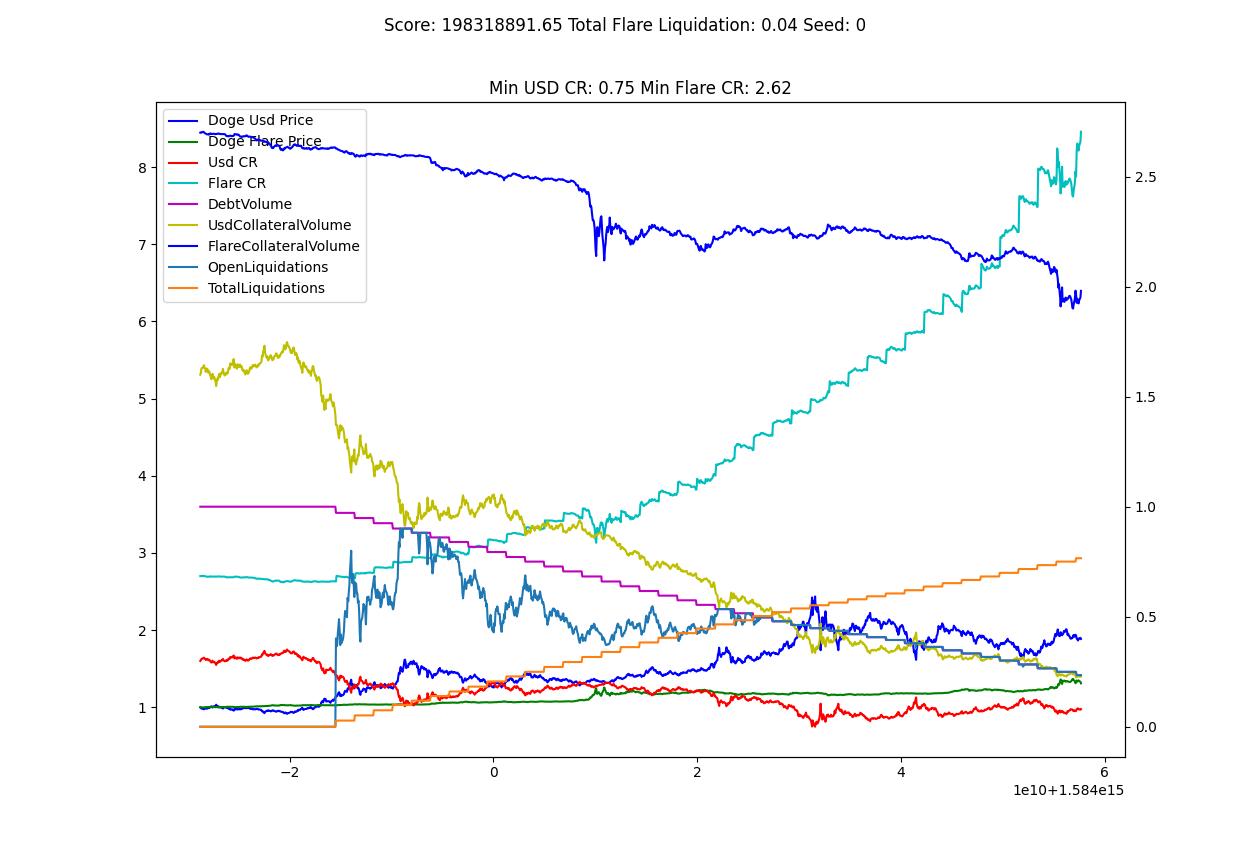 Score: 198318891.65 Total Flare Liquidation: 0.04 Seed: 0
Min USD CR: 0.75 Min Flare CR: 2.62
Doge Usd Price
Doge Flare Price
Usd CR
Flare CR
DebtVolume
UsdCollateralVolume
FlareCollateralVolume
OpenLiquidations
TotalLiquidations
8
7
6
5
4
3
2
1
2.5
2.0
1.5
1.0
0.5
0.0
−2 0 2 4 6
1e10+1.584e15